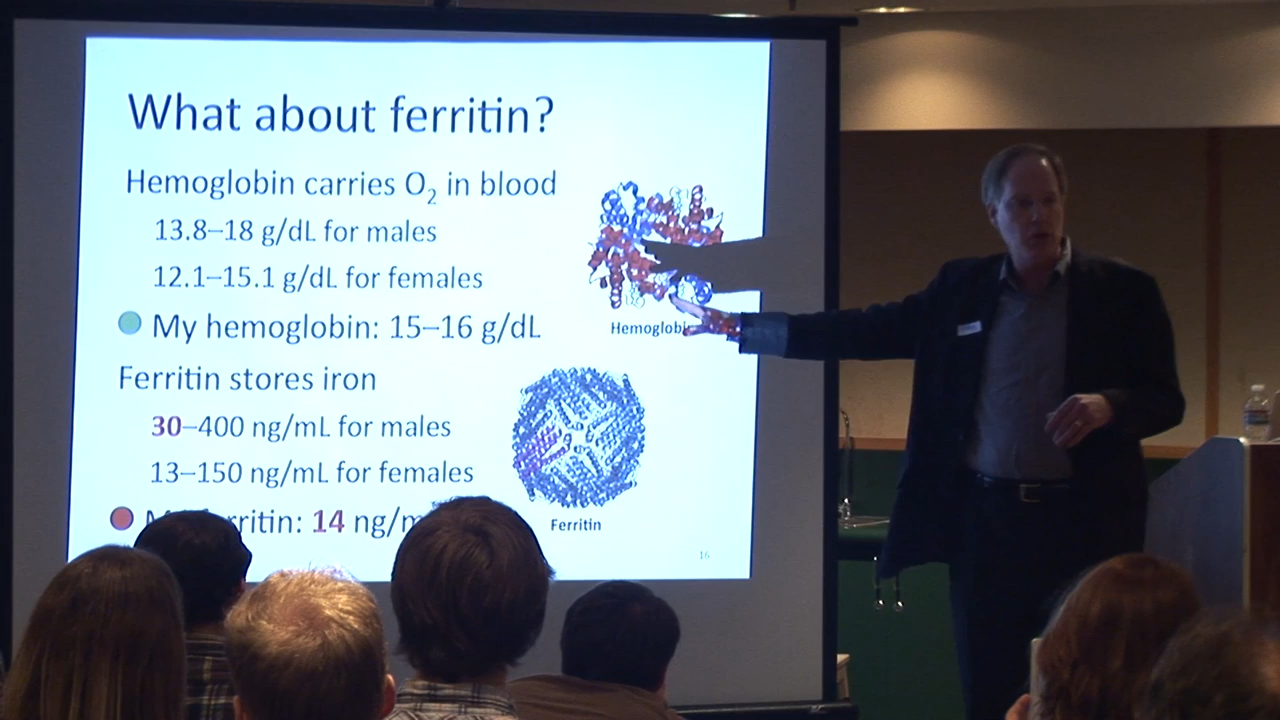 What about ferritin?
Hemoglobin carries O₂ in blood
13.8–18 g/dL for males
12.1–15.1 g/dL for females
My hemoglobin: 15–16 g/dL
Ferritin stores iron
30–400 ng/mL for males
13–150 ng/mL for females
14
Ferritin
16